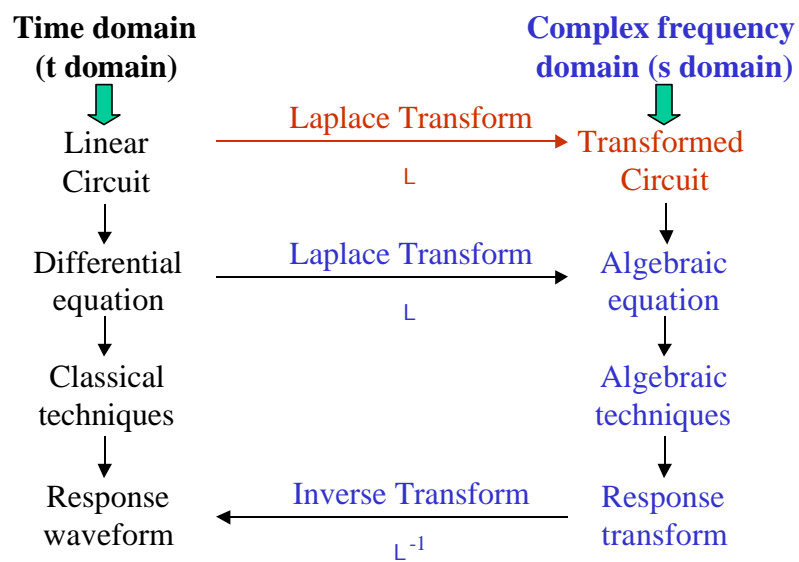 Time domain
(t domain)
Complex frequency
domain (s domain)
Linear
Circuit
Laplace Transform
L
Transformed
Circuit
Differential
equation
Laplace Transform
L
Algebraic
equation
Classical
techniques
Algebraic
techniques
Response
waveform
Inverse Transform
L-1
Response
transform